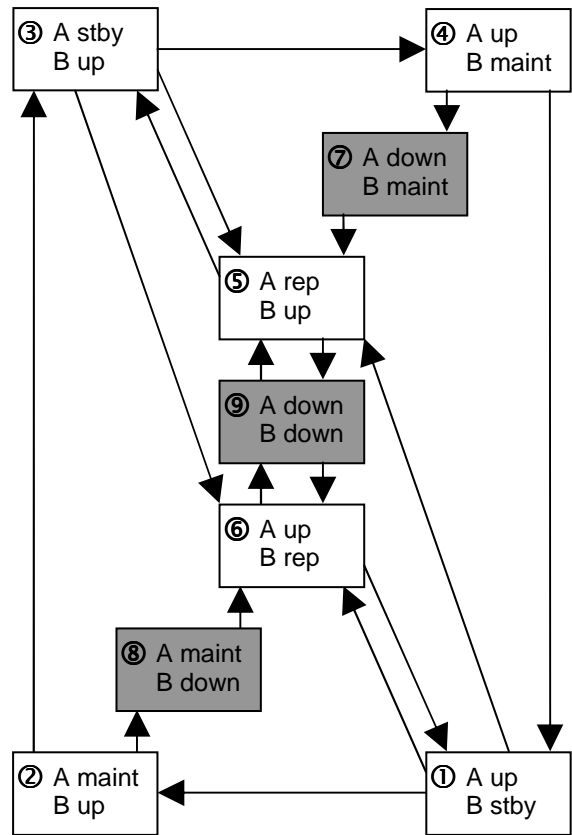 ③ A stby
B up
④ A up
B maint
⑦ A down
B maint
⑤ A rep
B up
⑨ A down
B down
⑥ A up
B rep
⑧ A maint
B down
② A maint
B up
① A up
B stby